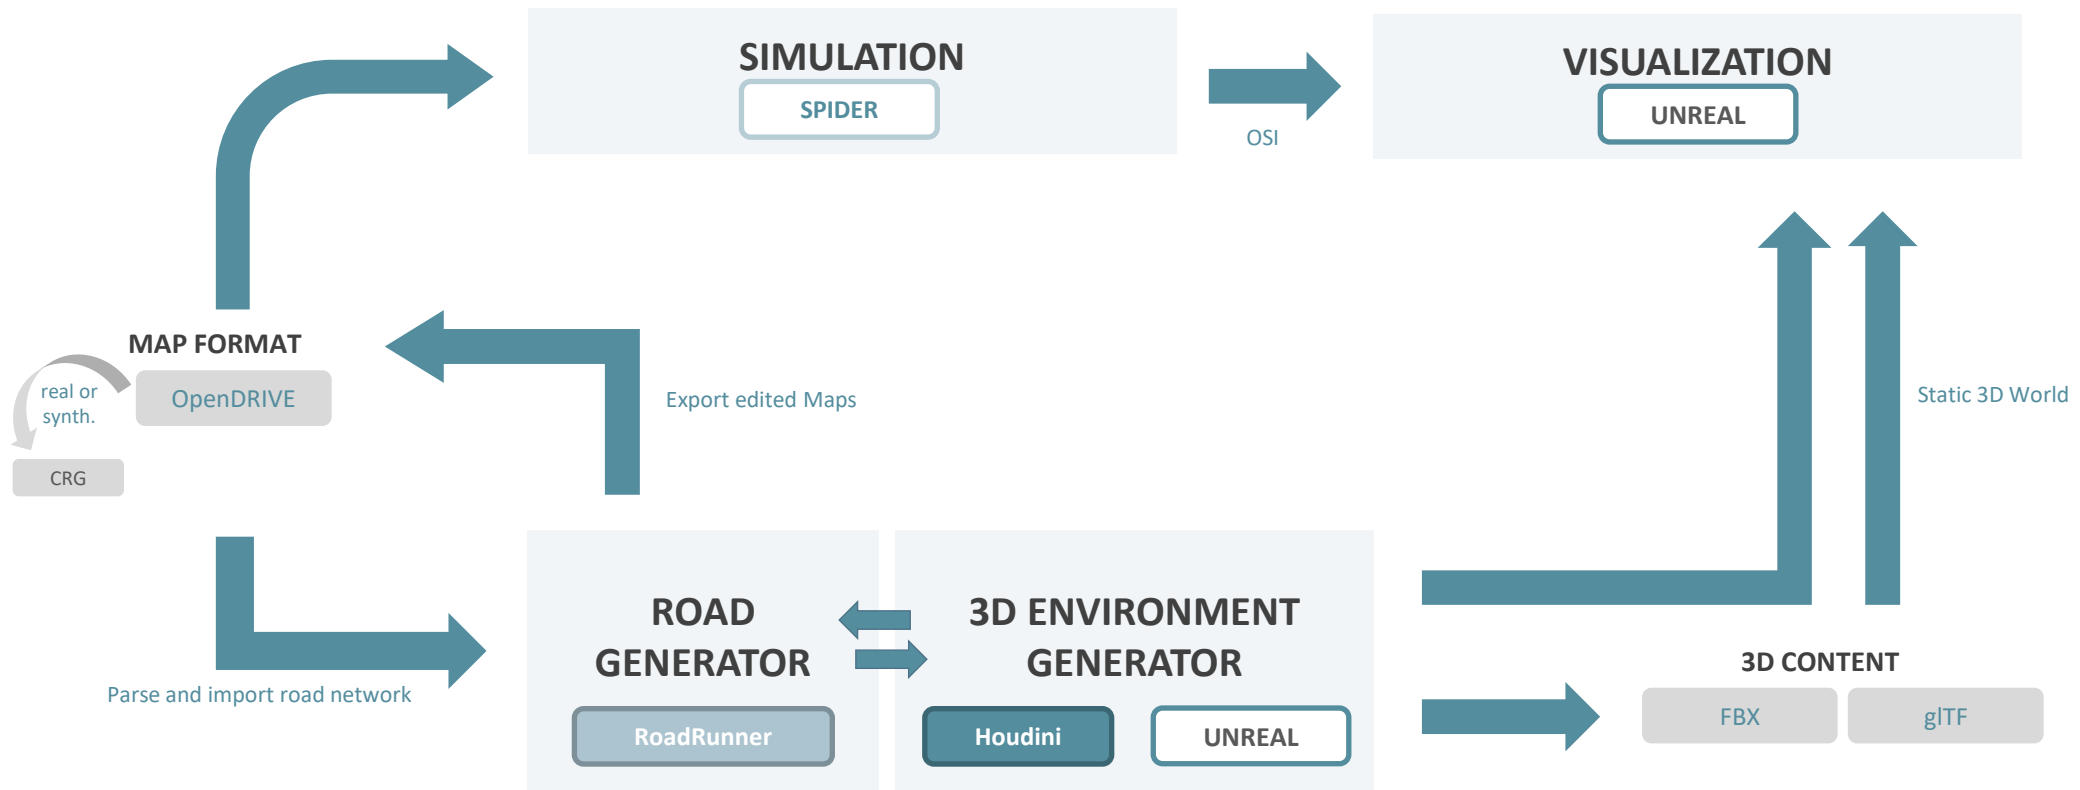 SIMULATION
SPIDER
OSI
VISUALIZATION
UNREAL
MAP FORMAT
real or
synth.
OpenDRIVE
CRG
Export edited Maps
Static 3D World
Parse and import road network
ROAD
GENERATOR
RoadRunner
3D ENVIRONMENT
GENERATOR
Houdini
UNREAL
3D CONTENT
FBX
glTF